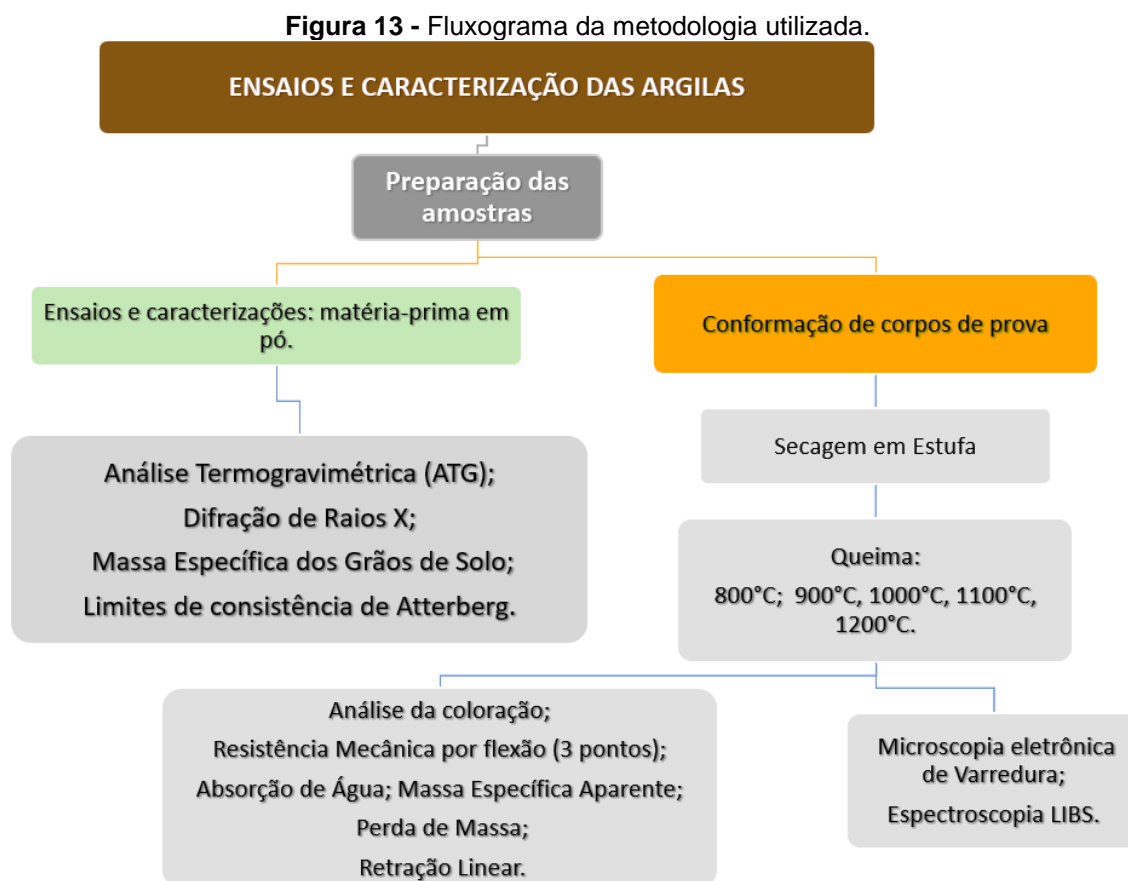 Figura 13 - Fluxograma da metodologia utilizada.
ENSAIOS E CARACTERIZAÇÃO DAS ARGILAS
Preparação das
amostras
Ensaios e caracterizações: matéria-prima em
pó.
Conformação de corpos de prova
Análise Termogravimétrica (ATG);
Difração de Raios X;
Massa Específica dos Grãos de Solo;
Limites de consistência de Atterberg.
Secagem em Estufa
Queima:
800°C;  900°C, 1000°C, 1100°C,
1200°C.
Análise da coloração;
Resistência Mecânica por flexão (3 pontos);
Absorção de Água; Massa Específica Aparente;
Perda de Massa;
Retração Linear.
Microscopia eletrônica
de Varredura;
Espectroscopia LIBS.